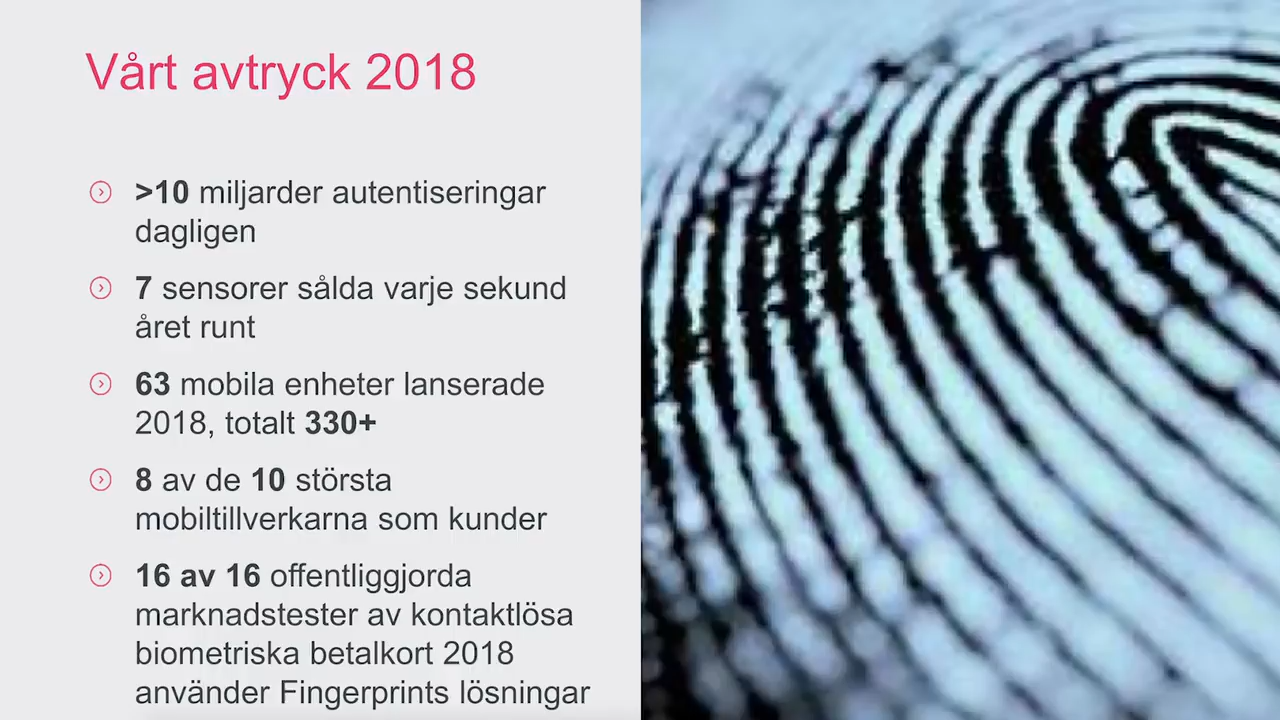 Vårt avtryck 2018
>10 miljarder autentiseringar
dagligen
7 sensorer sålda varje sekund
året runt
63 mobila enheter lanserade
2018, totalt 330+
8 av de 10 största
mobiltillverkarna som kunder
16 av 16 offentliggjorda
marknadstester av kontaktlösa
biometriska betalkort 2018
använder Fingerprints lösningar